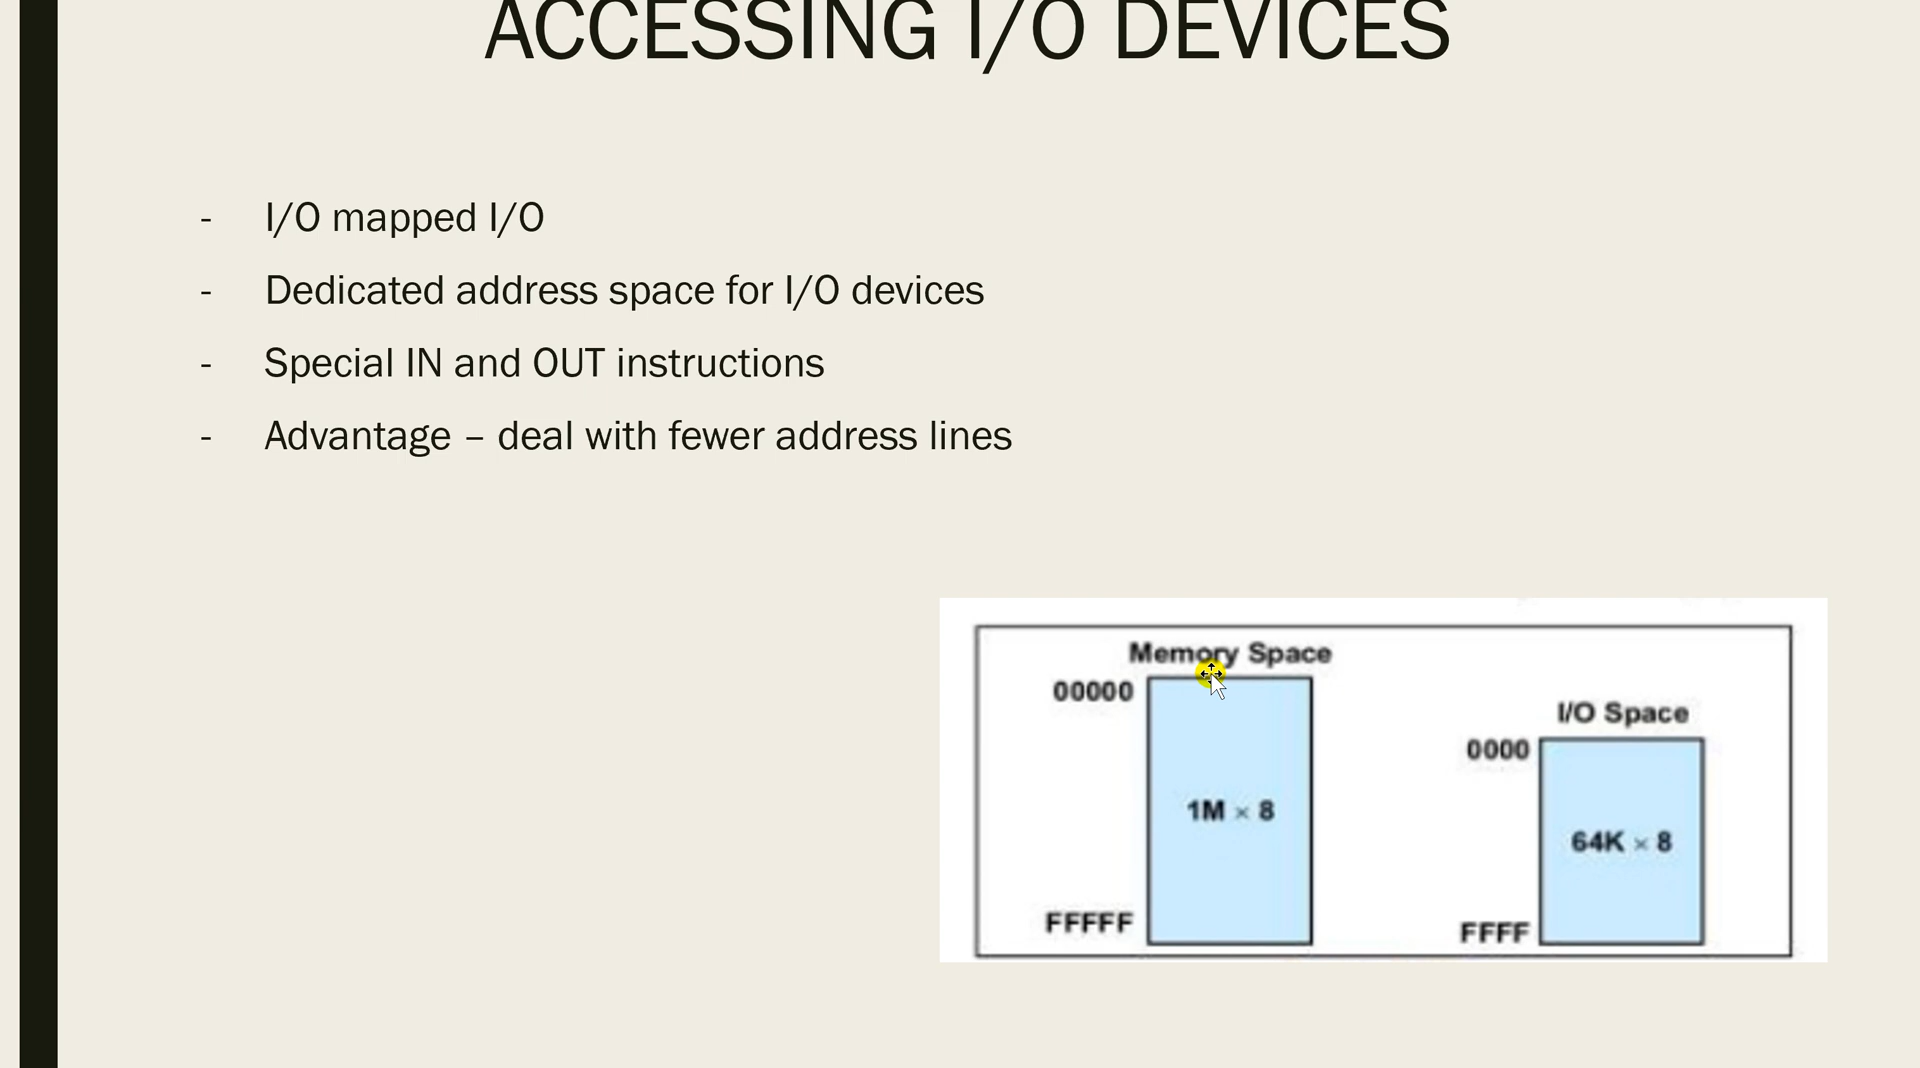 ACCESSING I/O DEVICES
- I/O mapped I/O
- Dedicated address space for I/O devices
- Special IN and OUT instructions
- Advantage – deal with fewer address lines
Memory Space
00000
1M × 8
FFFFF
I/O Space
0000
64K × 8
FFFF